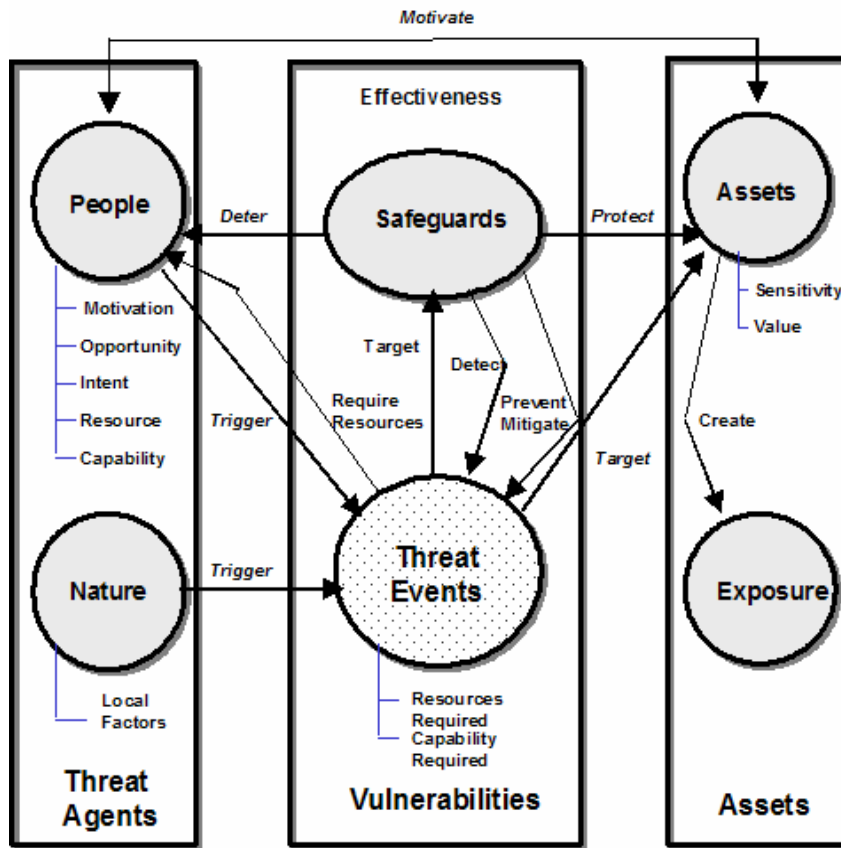 Motivate
Effectiveness
People
Safeguards
Assets
Deter
Protect
Motivation
Opportunity
Intent
Resource
Capability
Sensitivity
Value
Target
Detect
Require
Resources
Prevent
Mitigate
Trigger
Create
Target
Nature
Trigger
Threat
Events
Exposure
Local
Factors
Resources
Required
Capability
Required
Threat
Agents
Vulnerabilities
Assets